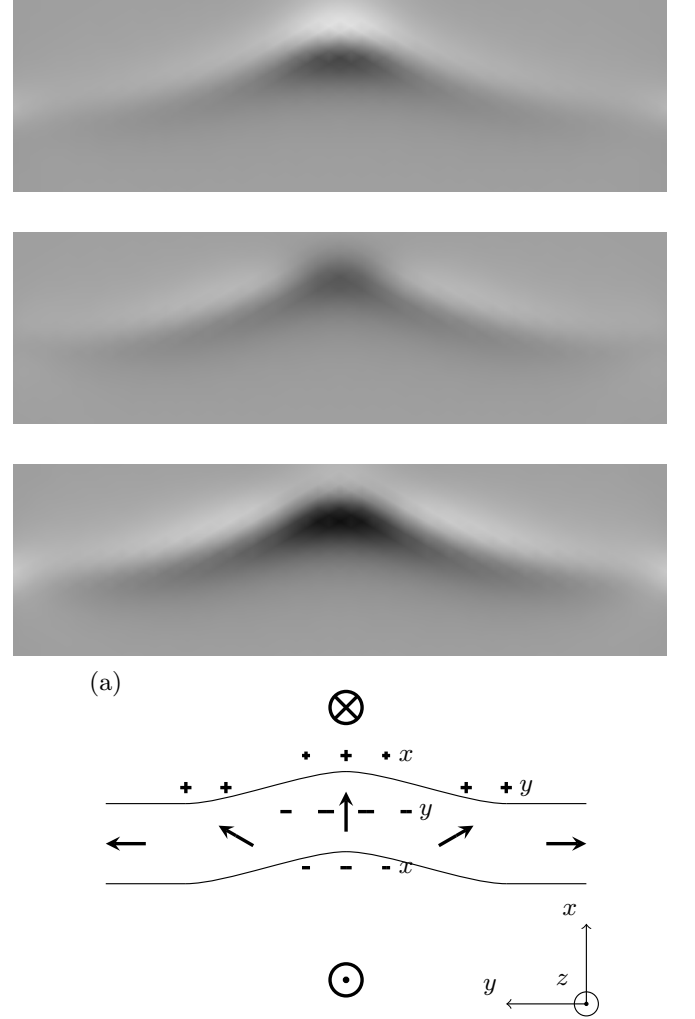 (a)
+ + + x
+ + + + y
- - - - y
- - - x
x
y z